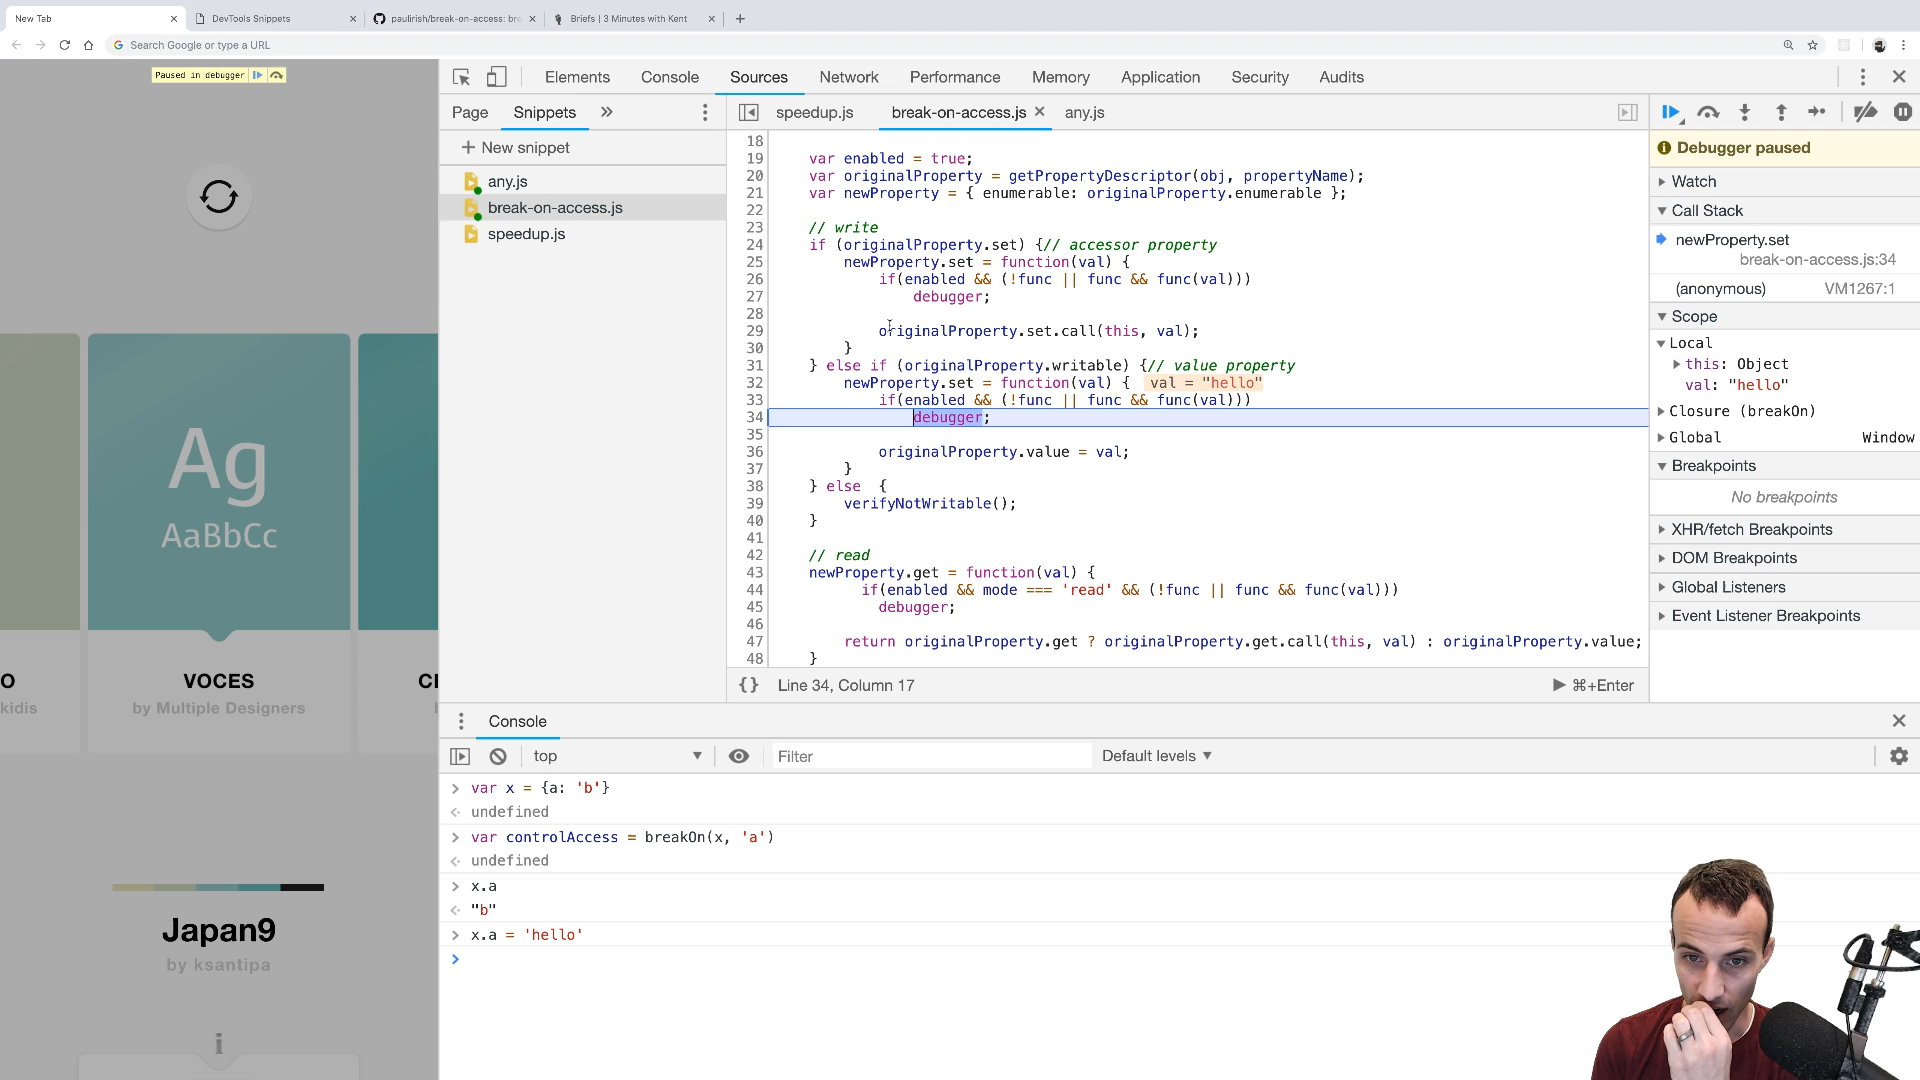 New Tab
DevTools Snippets
paulirish/break-on-access: bre
Briefs | 3 Minutes with Kent
Search Google or type a URL
Paused in debugger
Elements Console Sources Network Performance Memory Application Security Audits
Page Snippets
speedup.js break-on-access.js any.js
New snippet
any.js
break-on-access.js
speedup.js
18
19 var enabled = true;
20 var originalProperty = getPropertyDescriptor(obj, propertyName);
21 var newProperty = { enumerable: originalProperty.enumerable };
22
23 // write
24 if (originalProperty.set) {// accessor property
25 newProperty.set = function(val) {
26 if(enabled && (!func || func && func(val)))
27 debugger;
28
29 originalProperty.set.call(this, val);
30 }
31 } else if (originalProperty.writable) {// value property
32 newProperty.set = function(val) { val = "hello"
33 if(enabled && (!func || func && func(val)))
34 debugger;
35
36 originalProperty.value = val;
37 }
38 } else {
39 verifyNotWritable();
40 }
41
42 // read
43 newProperty.get = function(val) {
44 if(enabled && mode === 'read' && (!func || func && func(val)))
45 debugger;
46
47 return originalProperty.get ? originalProperty.get.call(this, val) : originalProperty.value;
48 }
{} Line 34, Column 17
⌘+Enter
Debugger paused
Watch
Call Stack
newProperty.set
break-on-access.js:34
(anonymous) VM1267:1
Scope
Local
this: Object
val: "hello"
Closure (breakOn)
Global Window
Breakpoints
No breakpoints
XHR/fetch Breakpoints
DOM Breakpoints
Global Listeners
Event Listener Breakpoints
Console
top
Filter
Default levels
var x = {a: 'b'}
undefined
var controlAccess = breakOn(x, 'a')
undefined
x.a
"b"
x.a = 'hello'
Ag
AaBbCc
O
VOCES
kidis
by Multiple Designers
Japan9
by ksantipa
i